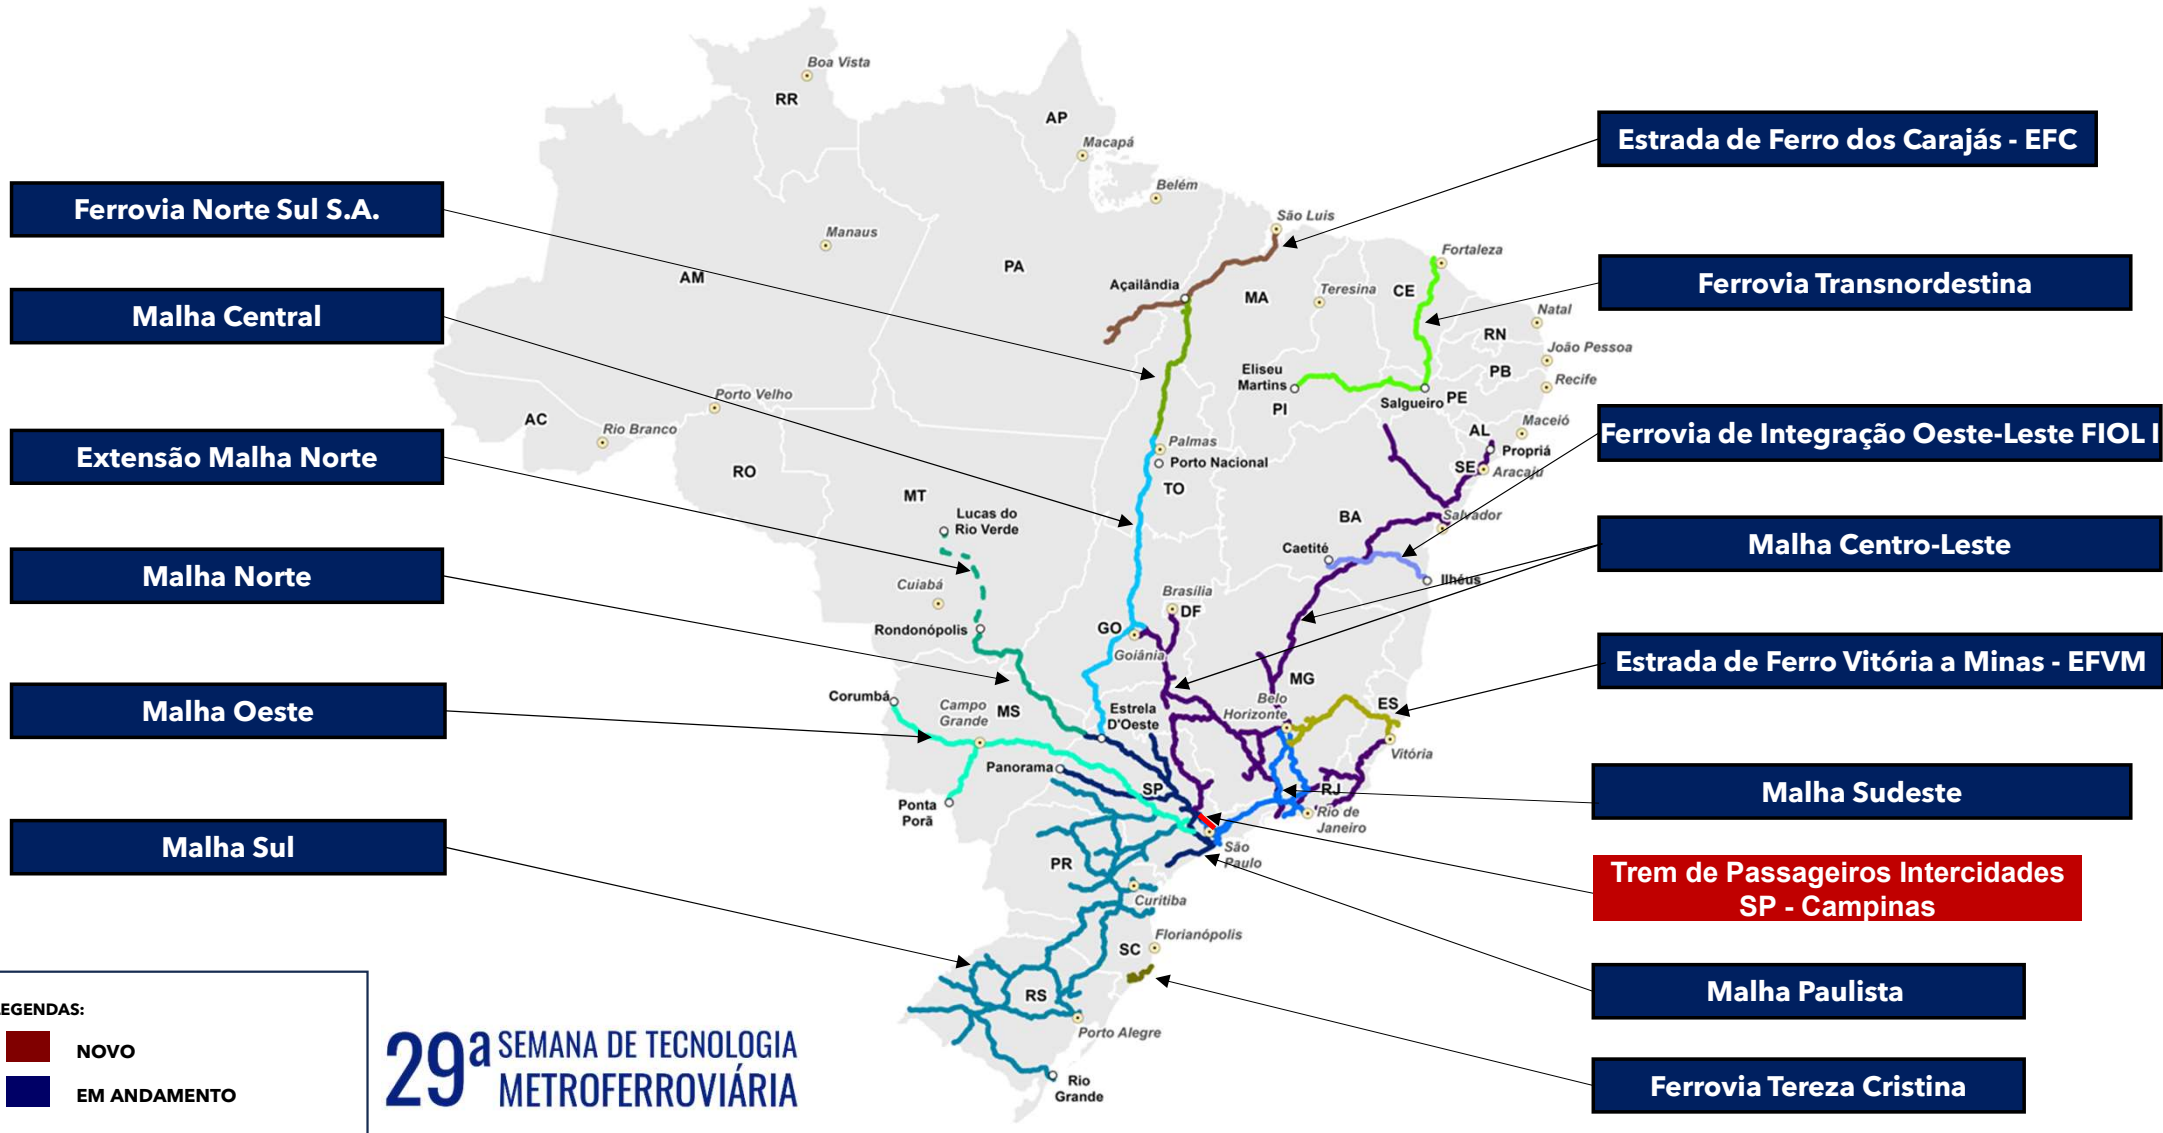 Boa Vista
RR
AP
Macapá
Belém
São Luis
Manaus
AM
PA
Açailândia
MA
Teresina
CE
Fortaleza
RN
Natal
João Pessoa
PB
Recife
Eliseu
Martins
PI
Salgueiro
PE
Maceió
AL
Propriá
SE
Aracaju
Porto Velho
AC
Rio Branco
RO
MT
Lucas do
Rio Verde
Palmas
Porto Nacional
TO
BA
Salvador
Caetité
Ilhéus
Cuiabá
Brasília
DF
GO
Goiânia
Rondonópolis
MG
Belo
Horizonte
ES
Vitória
Corumbá
Campo
Grande
MS
Estrela
D'Oeste
Panorama
SP
RJ
Rio de
Janeiro
Ponta
Porã
São
Paulo
PR
Curitiba
Florianópolis
SC
RS
Porto Alegre
Rio
Grande
Ferrovia Norte Sul S.A.
Malha Central
Extensão Malha Norte
Malha Norte
Malha Oeste
Malha Sul
Estrada de Ferro dos Carajás - EFC
Ferrovia Transnordestina
Ferrovia de Integração Oeste-Leste FIOL I
Malha Centro-Leste
Estrada de Ferro Vitória a Minas - EFVM
Malha Sudeste
Trem de Passageiros Intercidades
SP - Campinas
Malha Paulista
Ferrovia Tereza Cristina
EGENDAS:
NOVO
EM ANDAMENTO
29ª SEMANA DE TECNOLOGIA
METROFERROVIÁRIA